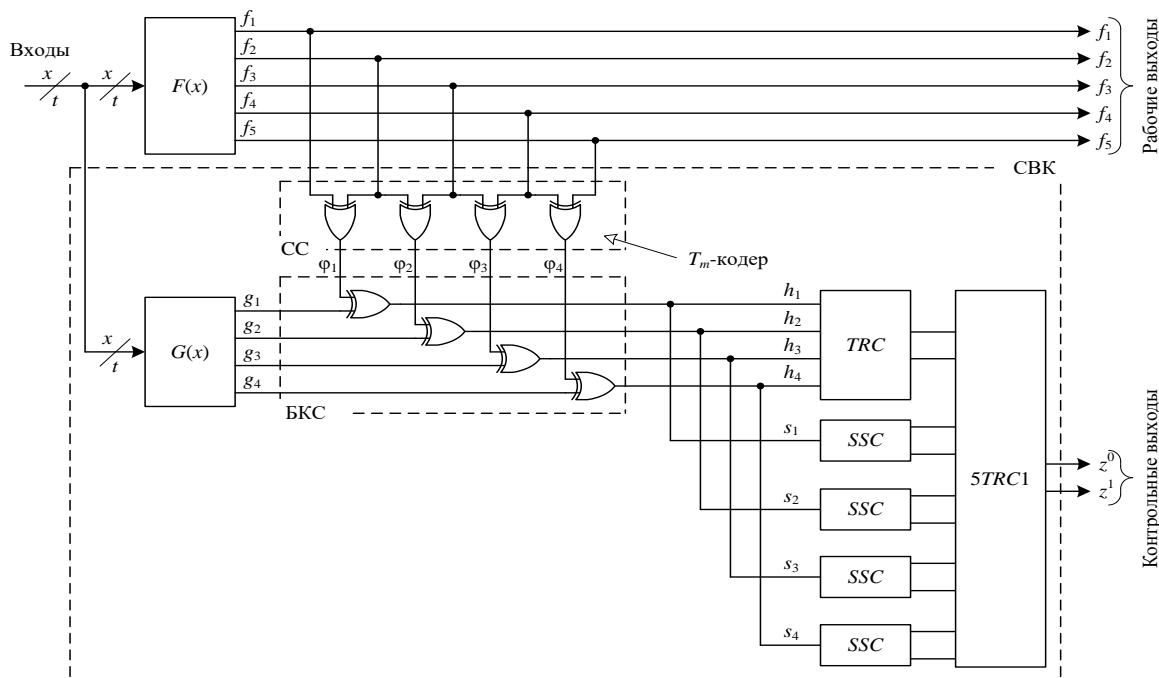 Входы
x
t
x
t
F(x)
f₁
f₂
f₃
f₄
f₅
f₁
f₂
f₃
f₄
f₅
Рабочие выходы
СВК
СС
Tₘ-кодер
φ₁
φ₂
φ₃
φ₄
x
t
G(x)
g₁
g₂
g₃
g₄
БКС
h₁
h₂
h₃
h₄
TRC
s₁
SSC
s₂
SSC
s₃
SSC
s₄
SSC
5TRC1
z⁰
z¹
Контрольные выходы